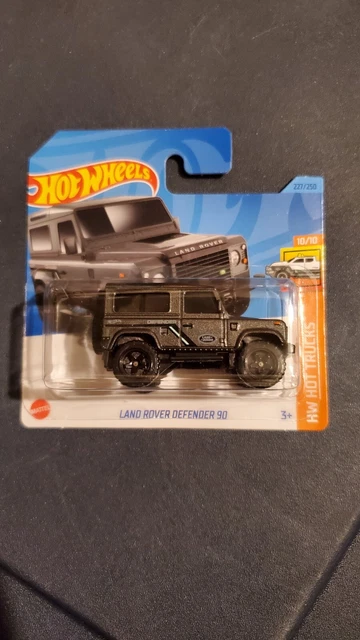 HOT WHEELS
227/250
10/10
LAND ROVER
HW HOT TRUCKS
LAND ROVER DEFENDER 90
3+